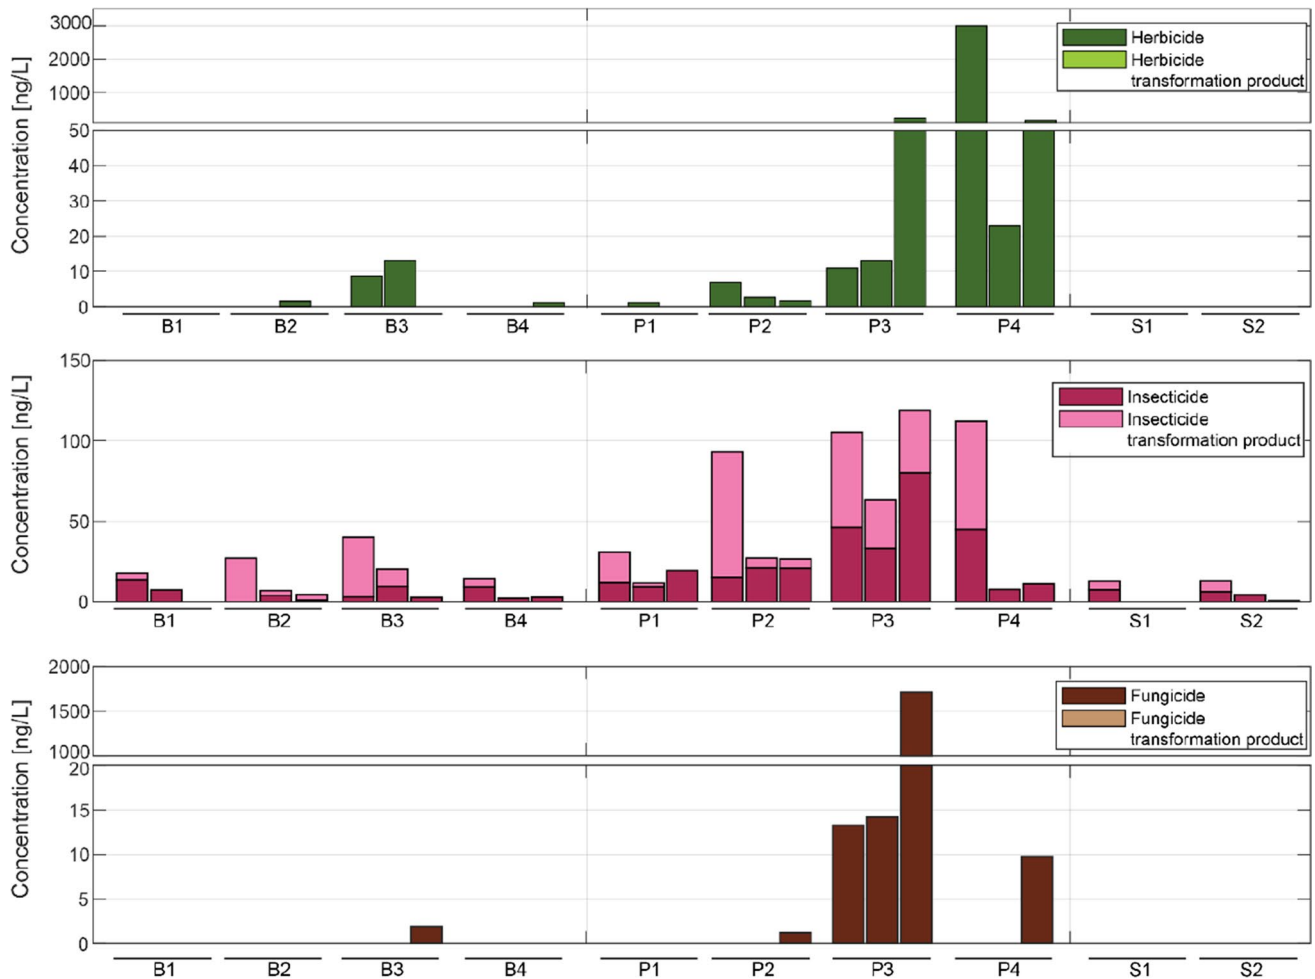 Concentration [ng/L]
3000
2000
1000
50
40
30
20
10
0
Herbicide
Herbicide
transformation product
B1 B2 B3 B4 P1 P2 P3 P4 S1 S2
Concentration [ng/L]
150
100
50
0
Insecticide
Insecticide
transformation product
B1 B2 B3 B4 P1 P2 P3 P4 S1 S2
Concentration [ng/L]
2000
1500
1000
20
15
10
5
0
Fungicide
Fungicide
transformation product
B1 B2 B3 B4 P1 P2 P3 P4 S1 S2